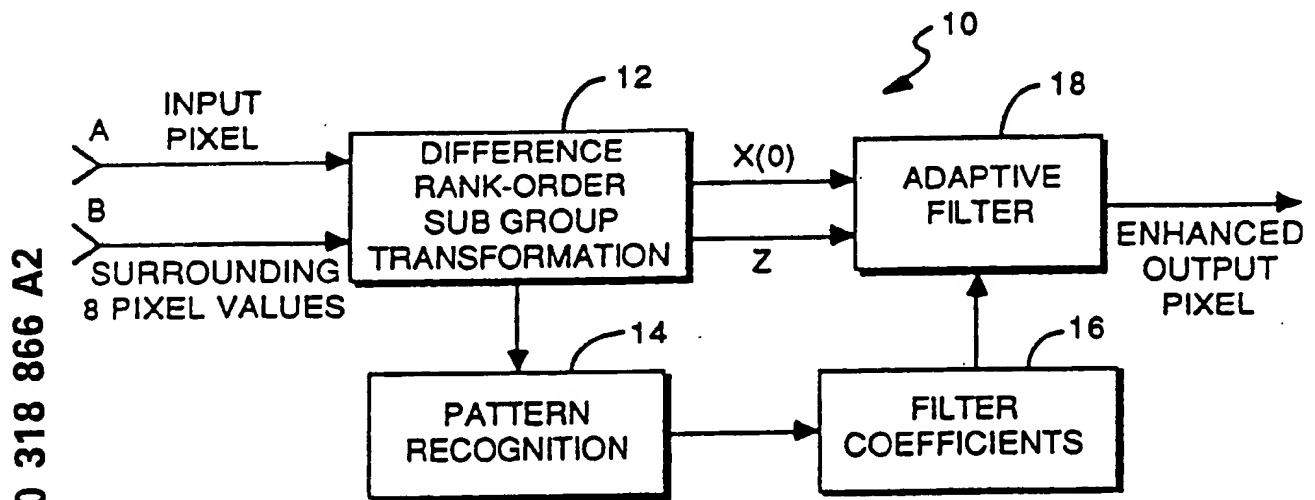 10
12
18
A
INPUT
PIXEL
B
SURROUNDING
8 PIXEL VALUES
DIFFERENCE
RANK-ORDER
SUB GROUP
TRANSFORMATION
X(0)
Z
ADAPTIVE
FILTER
ENHANCED
OUTPUT
PIXEL
14
16
PATTERN
RECOGNITION
FILTER
COEFFICIENTS
318 866 A2